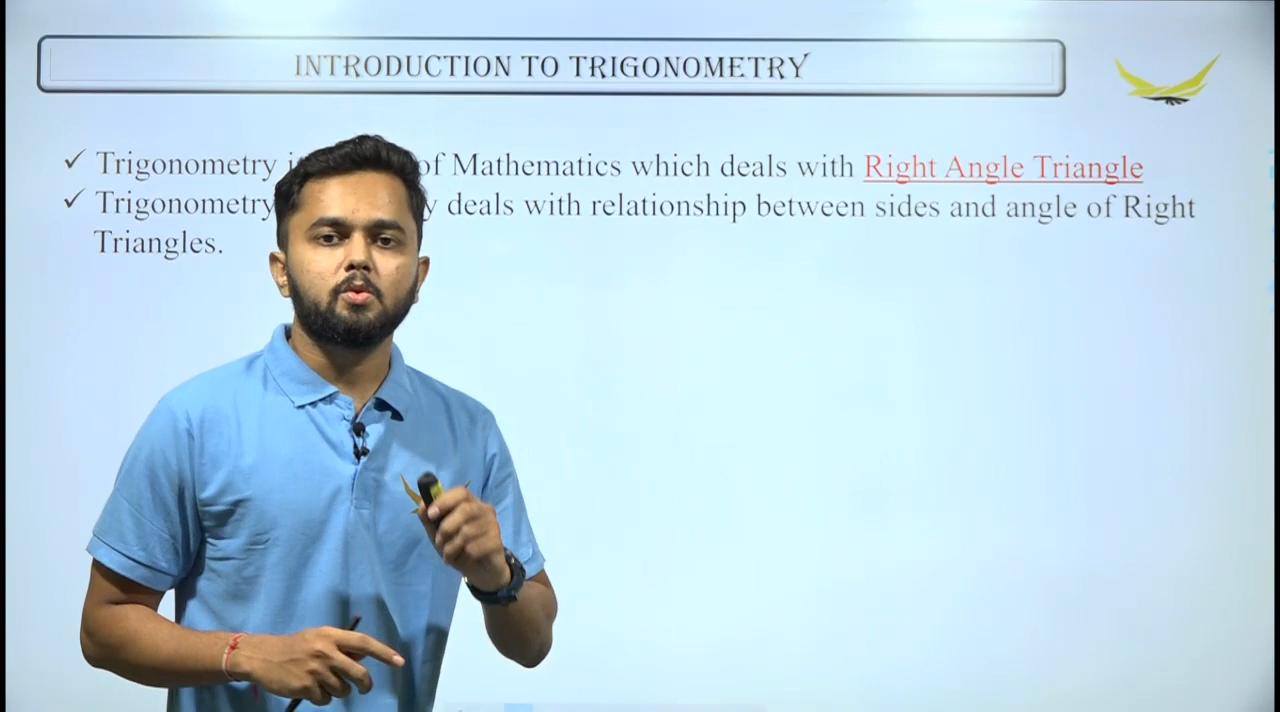 INTRODUCTION TO TRIGONOMETRY
✓ Trigonometry of Mathematics which deals with Right Angle Triangle
✓ Trigonometry deals with relationship between sides and angle of Right
Triangles.